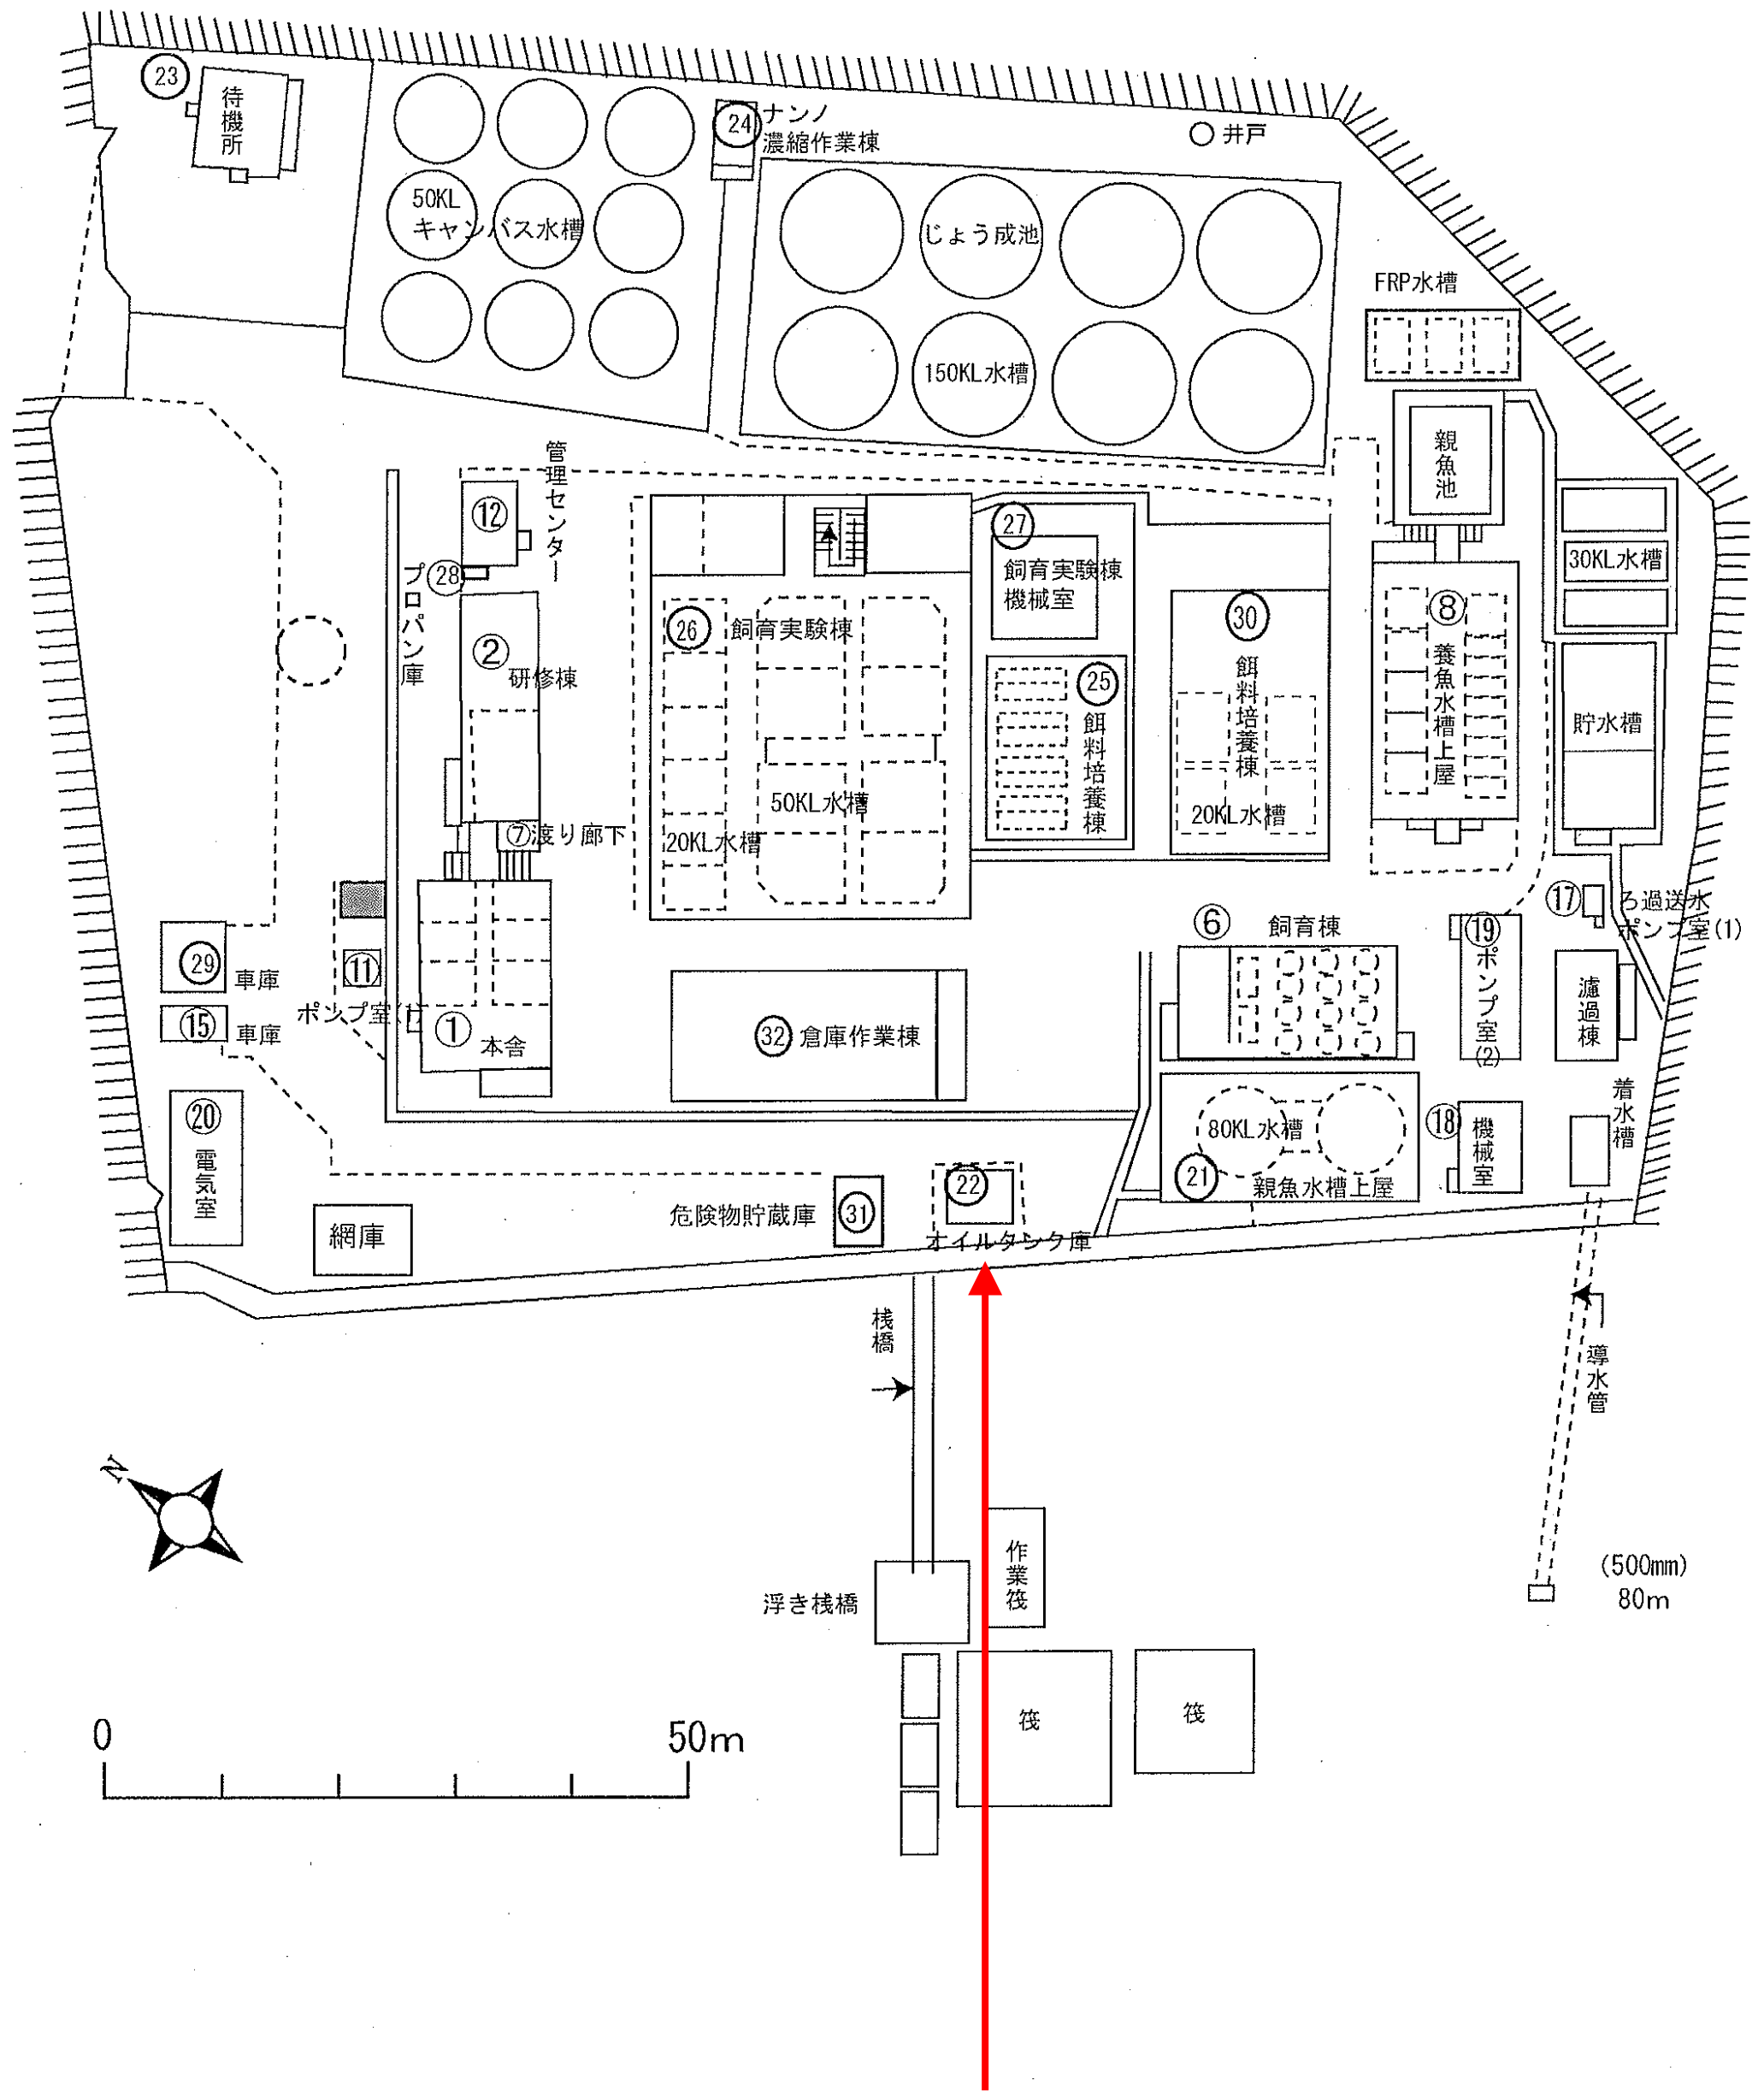 23
待機所
50KL
キャンバス水槽
24
ナンノ
濃縮作業棟
井戸
じょう成池
150KL水槽
FRP水槽
親魚池
30KL水槽
管理センター
12
28
プロパン庫
2
研修棟
7渡り廊下
26
飼育実験棟
20KL水槽
50KL水槽
27
飼育実験棟
機械室
25
餌料培養棟
30
餌料培養棟
20KL水槽
8
養魚水槽上屋
貯水槽
17
ろ過送水
ポンプ室(1)
29
車庫
15
車庫
11
ポンプ室(1)
1
本舎
32
倉庫作業棟
6
飼育棟
19
ポンプ室(2)
濾過棟
着水槽
20
電気室
網庫
危険物貯蔵庫
31
22
オイルタンク庫
80KL水槽
21
親魚水槽上屋
18
機械室
桟橋
導水管
N
作業筏
浮き桟橋
(500mm)
80m
筏
筏
0
50m